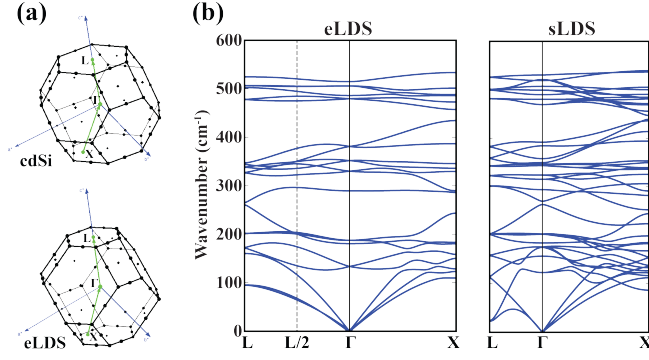 (a)
L
Γ
X
cdSi
L
Γ
X
eLDS
(b)
eLDS
sLDS
Wavenumber (cm⁻¹)
600
500
400
300
200
100
0
L
L/2
Γ
X
L
Γ
X